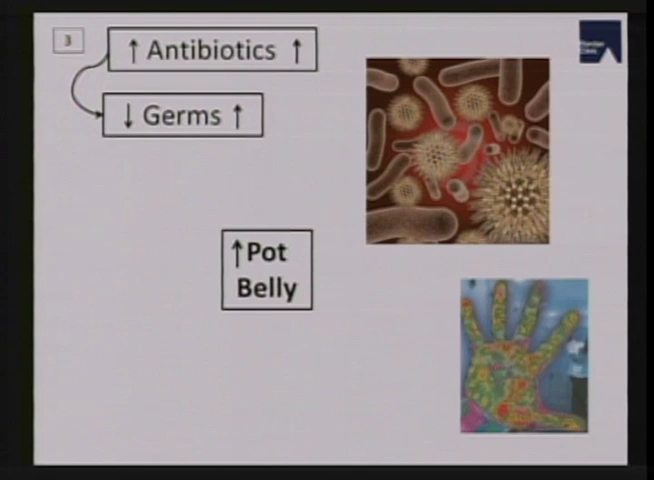 3
↑ Antibiotics ↑
↓ Germs ↑
↑Pot
Belly